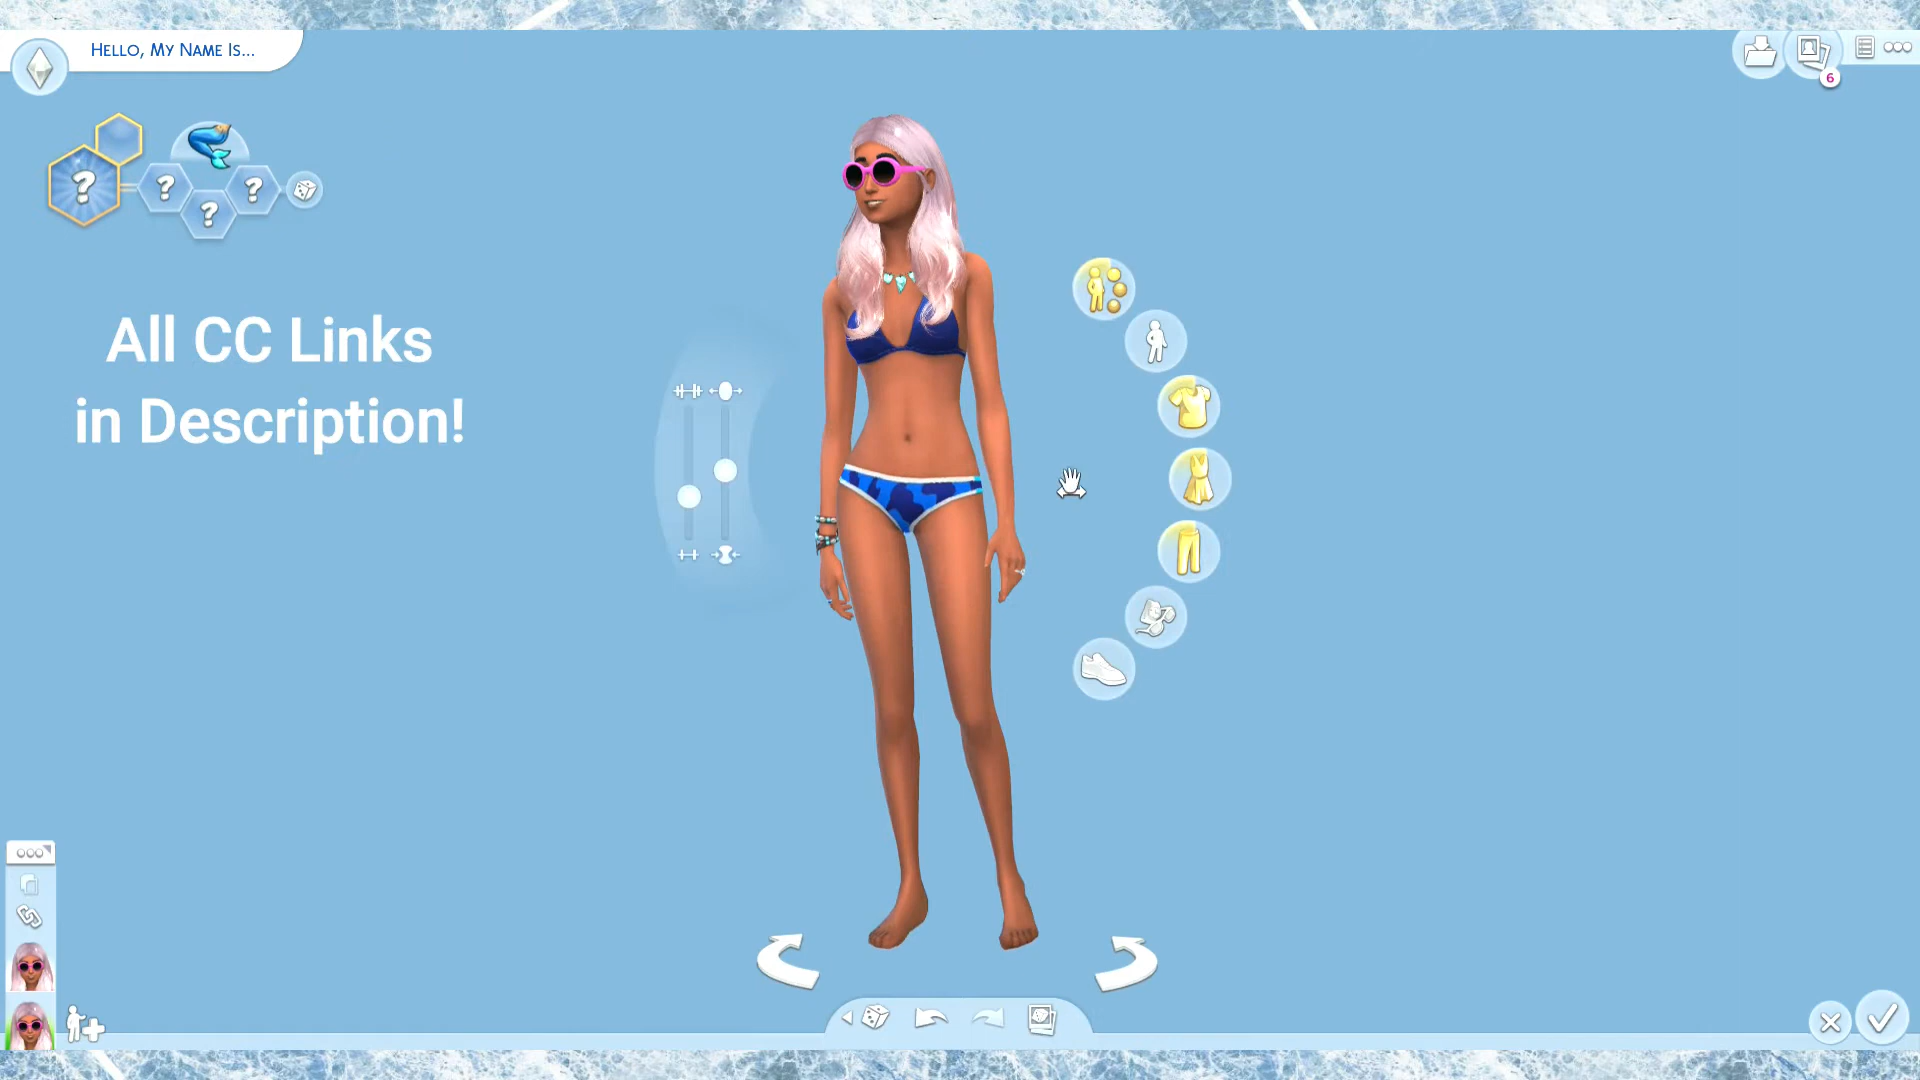 Hello, My Name Is...
6
? ? ? ?
All CC Links
in Description!